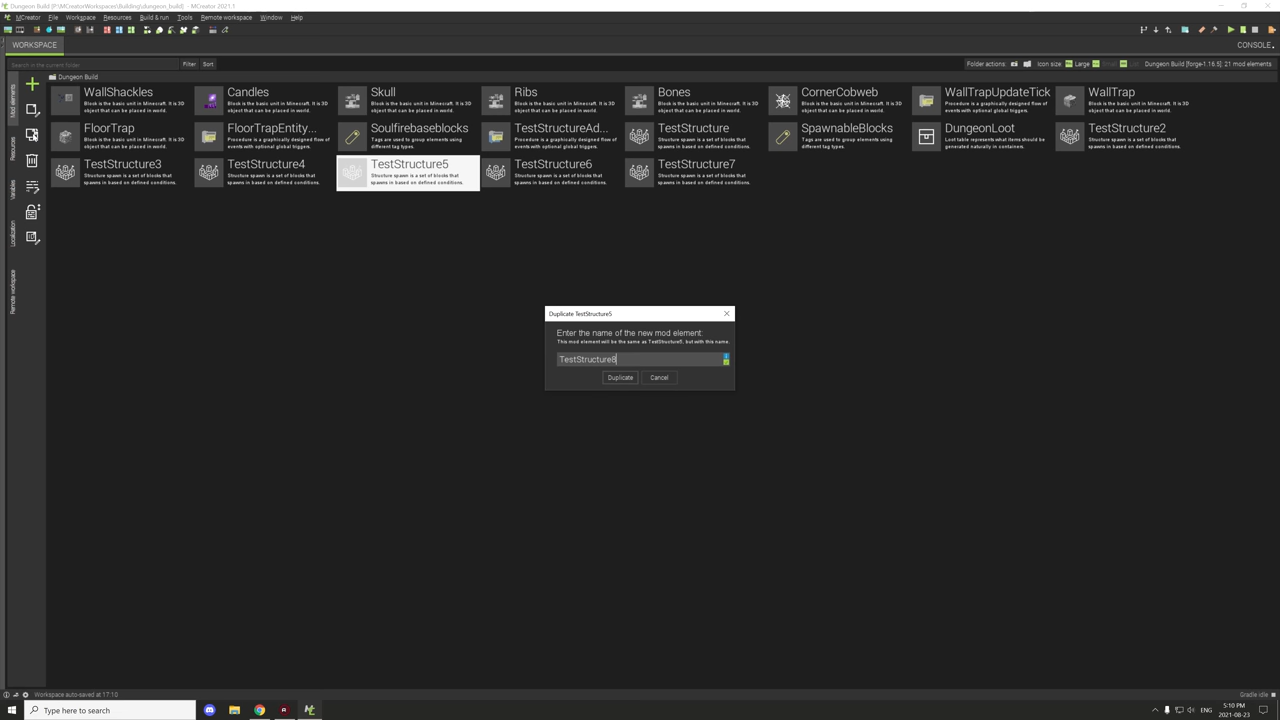 Dungeon Build [P:\MCreatorWorkspaces\Building\dungeon_build] - MCreator 2021.1
MCreator File Workspace Resources Build & run Tools Remote workspace Window Help
WORKSPACE
CONSOLE
Search in the current folder
Filter Sort
Folder actions: Icon size: Large Dungeon Build [forge-1.16.5]: 21 mod elements
Dungeon Build
Mod elements
Resources
Variables
Localization
Remote workspace
WallShackles
Block is the basic unit in Minecraft. It is 3D
object that can be placed in world.
Candles
Block is the basic unit in Minecraft. It is 3D
object that can be placed in world.
Skull
Block is the basic unit in Minecraft. It is 3D
object that can be placed in world.
Ribs
Block is the basic unit in Minecraft. It is 3D
object that can be placed in world.
Bones
Block is the basic unit in Minecraft. It is 3D
object that can be placed in world.
CornerCobweb
Block is the basic unit in Minecraft. It is 3D
object that can be placed in world.
WallTrapUpdateTick
Procedure is a graphically designed flow of
events with optional global triggers.
WallTrap
Block is the basic unit in Minecraft. It is 3D
object that can be placed in world.
FloorTrap
Block is the basic unit in Minecraft. It is 3D
object that can be placed in world.
FloorTrapEntity...
Procedure is a graphically designed flow of
events with optional global triggers.
Soulfirebaseblocks
Tags are used to group elements using
different tag types.
TestStructureAd...
Procedure is a graphically designed flow of
events with optional global triggers.
TestStructure
Structure spawn is a set of blocks that
spawns in based on defined conditions.
SpawnableBlocks
Tags are used to group elements using
different tag types.
DungeonLoot
Loot table represents what items should be
generated naturally in containers.
TestStructure2
Structure spawn is a set of blocks that
spawns in based on defined conditions.
TestStructure3
Structure spawn is a set of blocks that
spawns in based on defined conditions.
TestStructure4
Structure spawn is a set of blocks that
spawns in based on defined conditions.
TestStructure5
Structure spawn is a set of blocks that
spawns in based on defined conditions.
TestStructure6
Structure spawn is a set of blocks that
spawns in based on defined conditions.
TestStructure7
Structure spawn is a set of blocks that
spawns in based on defined conditions.
Duplicate TestStructure5
Enter the name of the new mod element:
This mod element will be the same as TestStructure5, but with this name.
TestStructure8
Duplicate Cancel
Workspace auto-saved at 17:10
Gradle idle
Type here to search
ENG
5:10 PM
2021-08-23